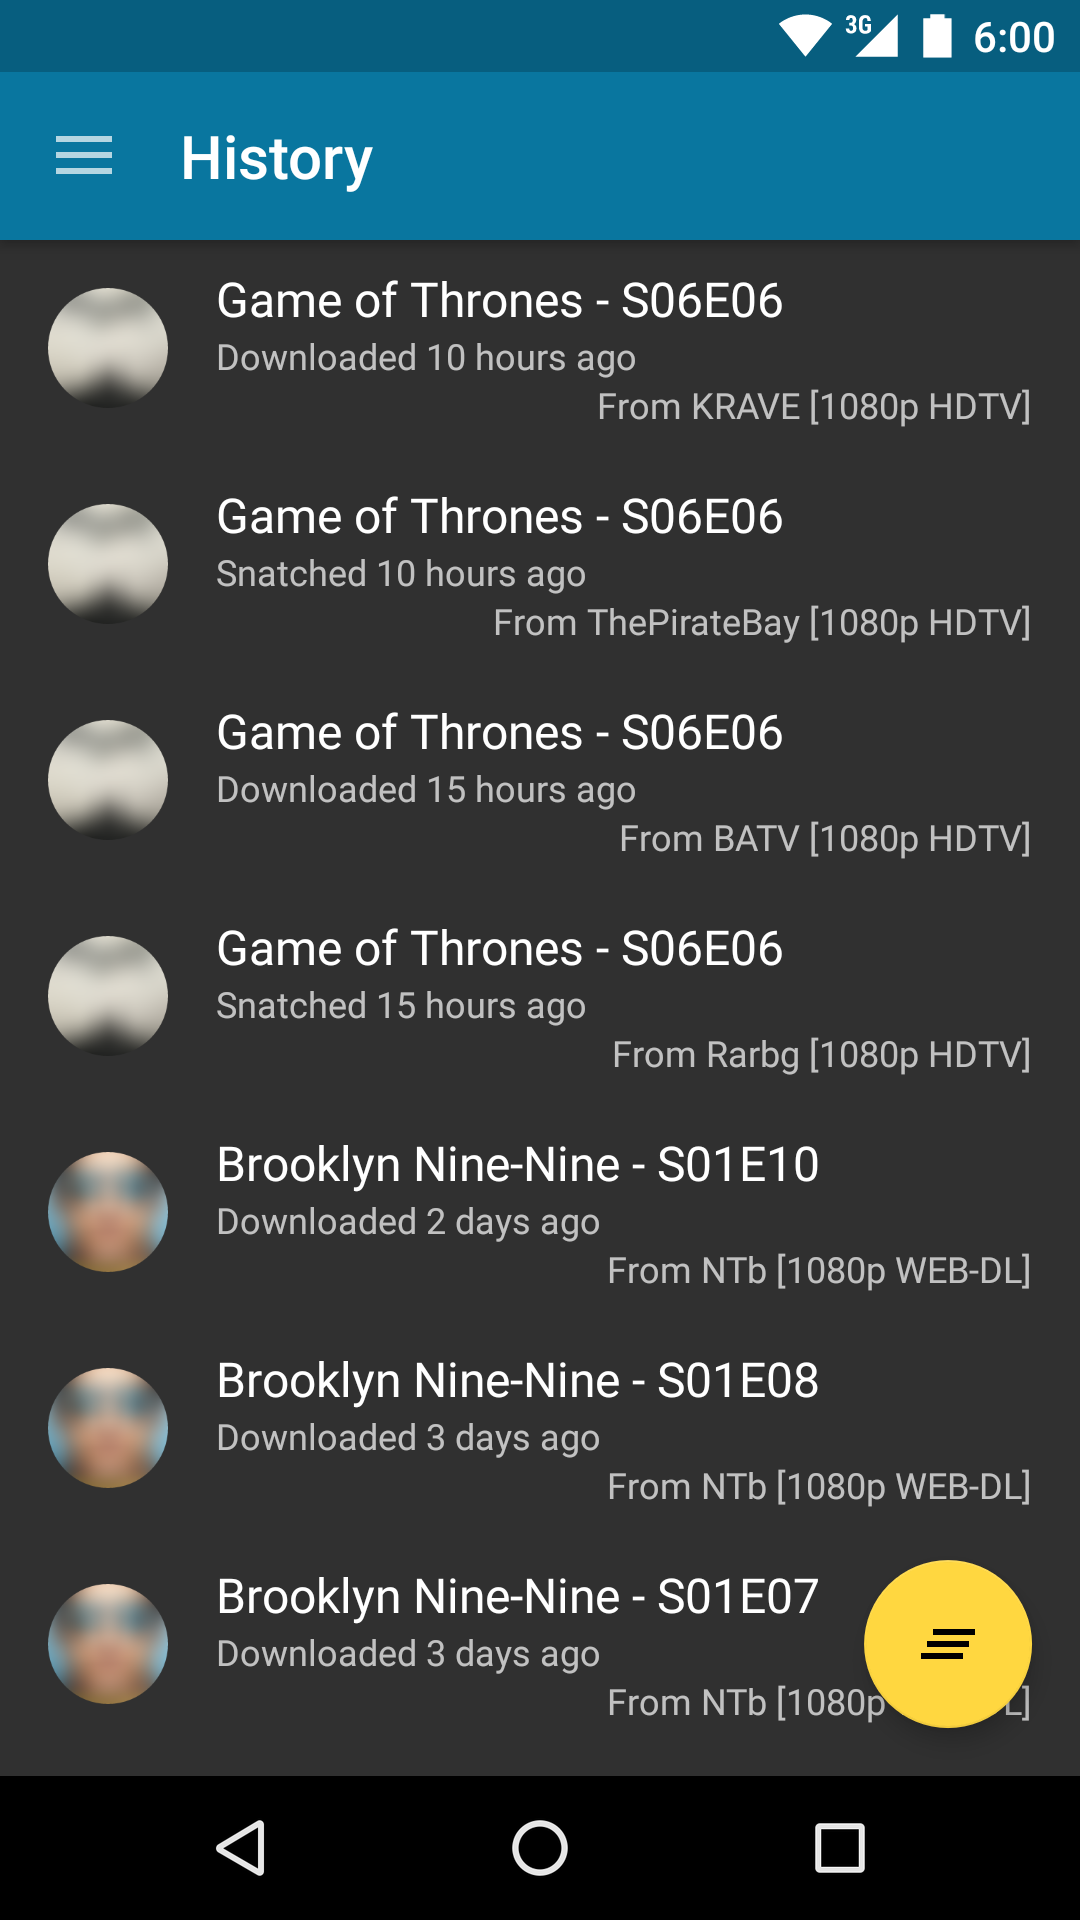 3G 6:00
History
Game of Thrones - S06E06
Downloaded 10 hours ago
From KRAVE [1080p HDTV]
Game of Thrones - S06E06
Snatched 10 hours ago
From ThePirateBay [1080p HDTV]
Game of Thrones - S06E06
Downloaded 15 hours ago
From BATV [1080p HDTV]
Game of Thrones - S06E06
Snatched 15 hours ago
From Rarbg [1080p HDTV]
Brooklyn Nine-Nine - S01E10
Downloaded 2 days ago
From NTb [1080p WEB-DL]
Brooklyn Nine-Nine - S01E08
Downloaded 3 days ago
From NTb [1080p WEB-DL]
Brooklyn Nine-Nine - S01E07
Downloaded 3 days ago
From NTb [1080p L]